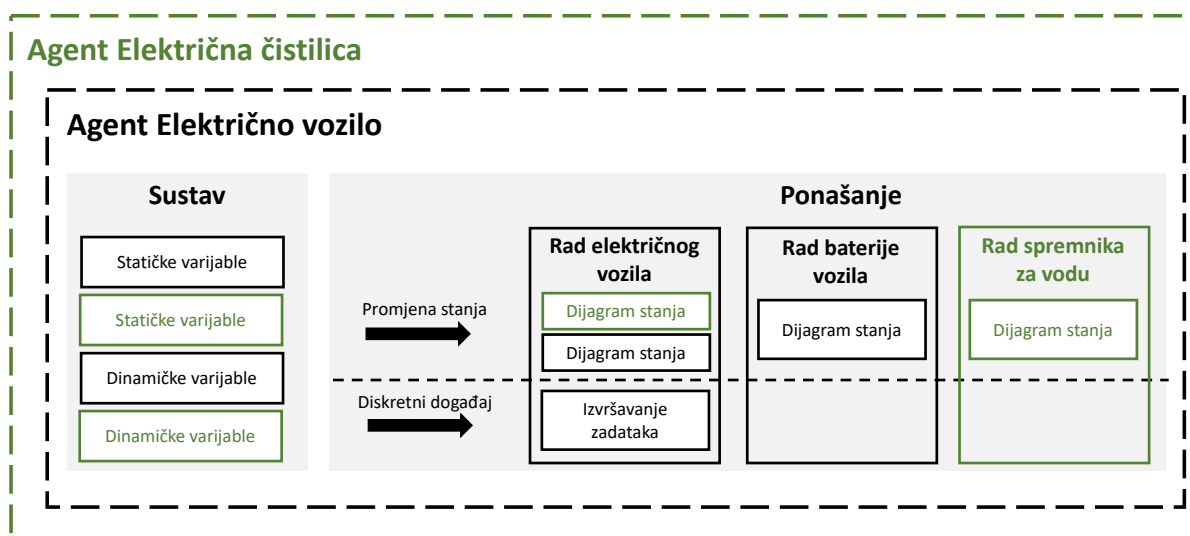 Agent Električna čistilica
Agent Električno vozilo
Sustav
Statičke varijable
Statičke varijable
Dinamičke varijable
Dinamičke varijable
Ponašanje
Promjena stanja
Diskretni događaj
Rad električnog
vozila
Dijagram stanja
Dijagram stanja
Izvršavanje
zadataka
Rad baterije
vozila
Dijagram stanja
Rad spremnika
za vodu
Dijagram stanja